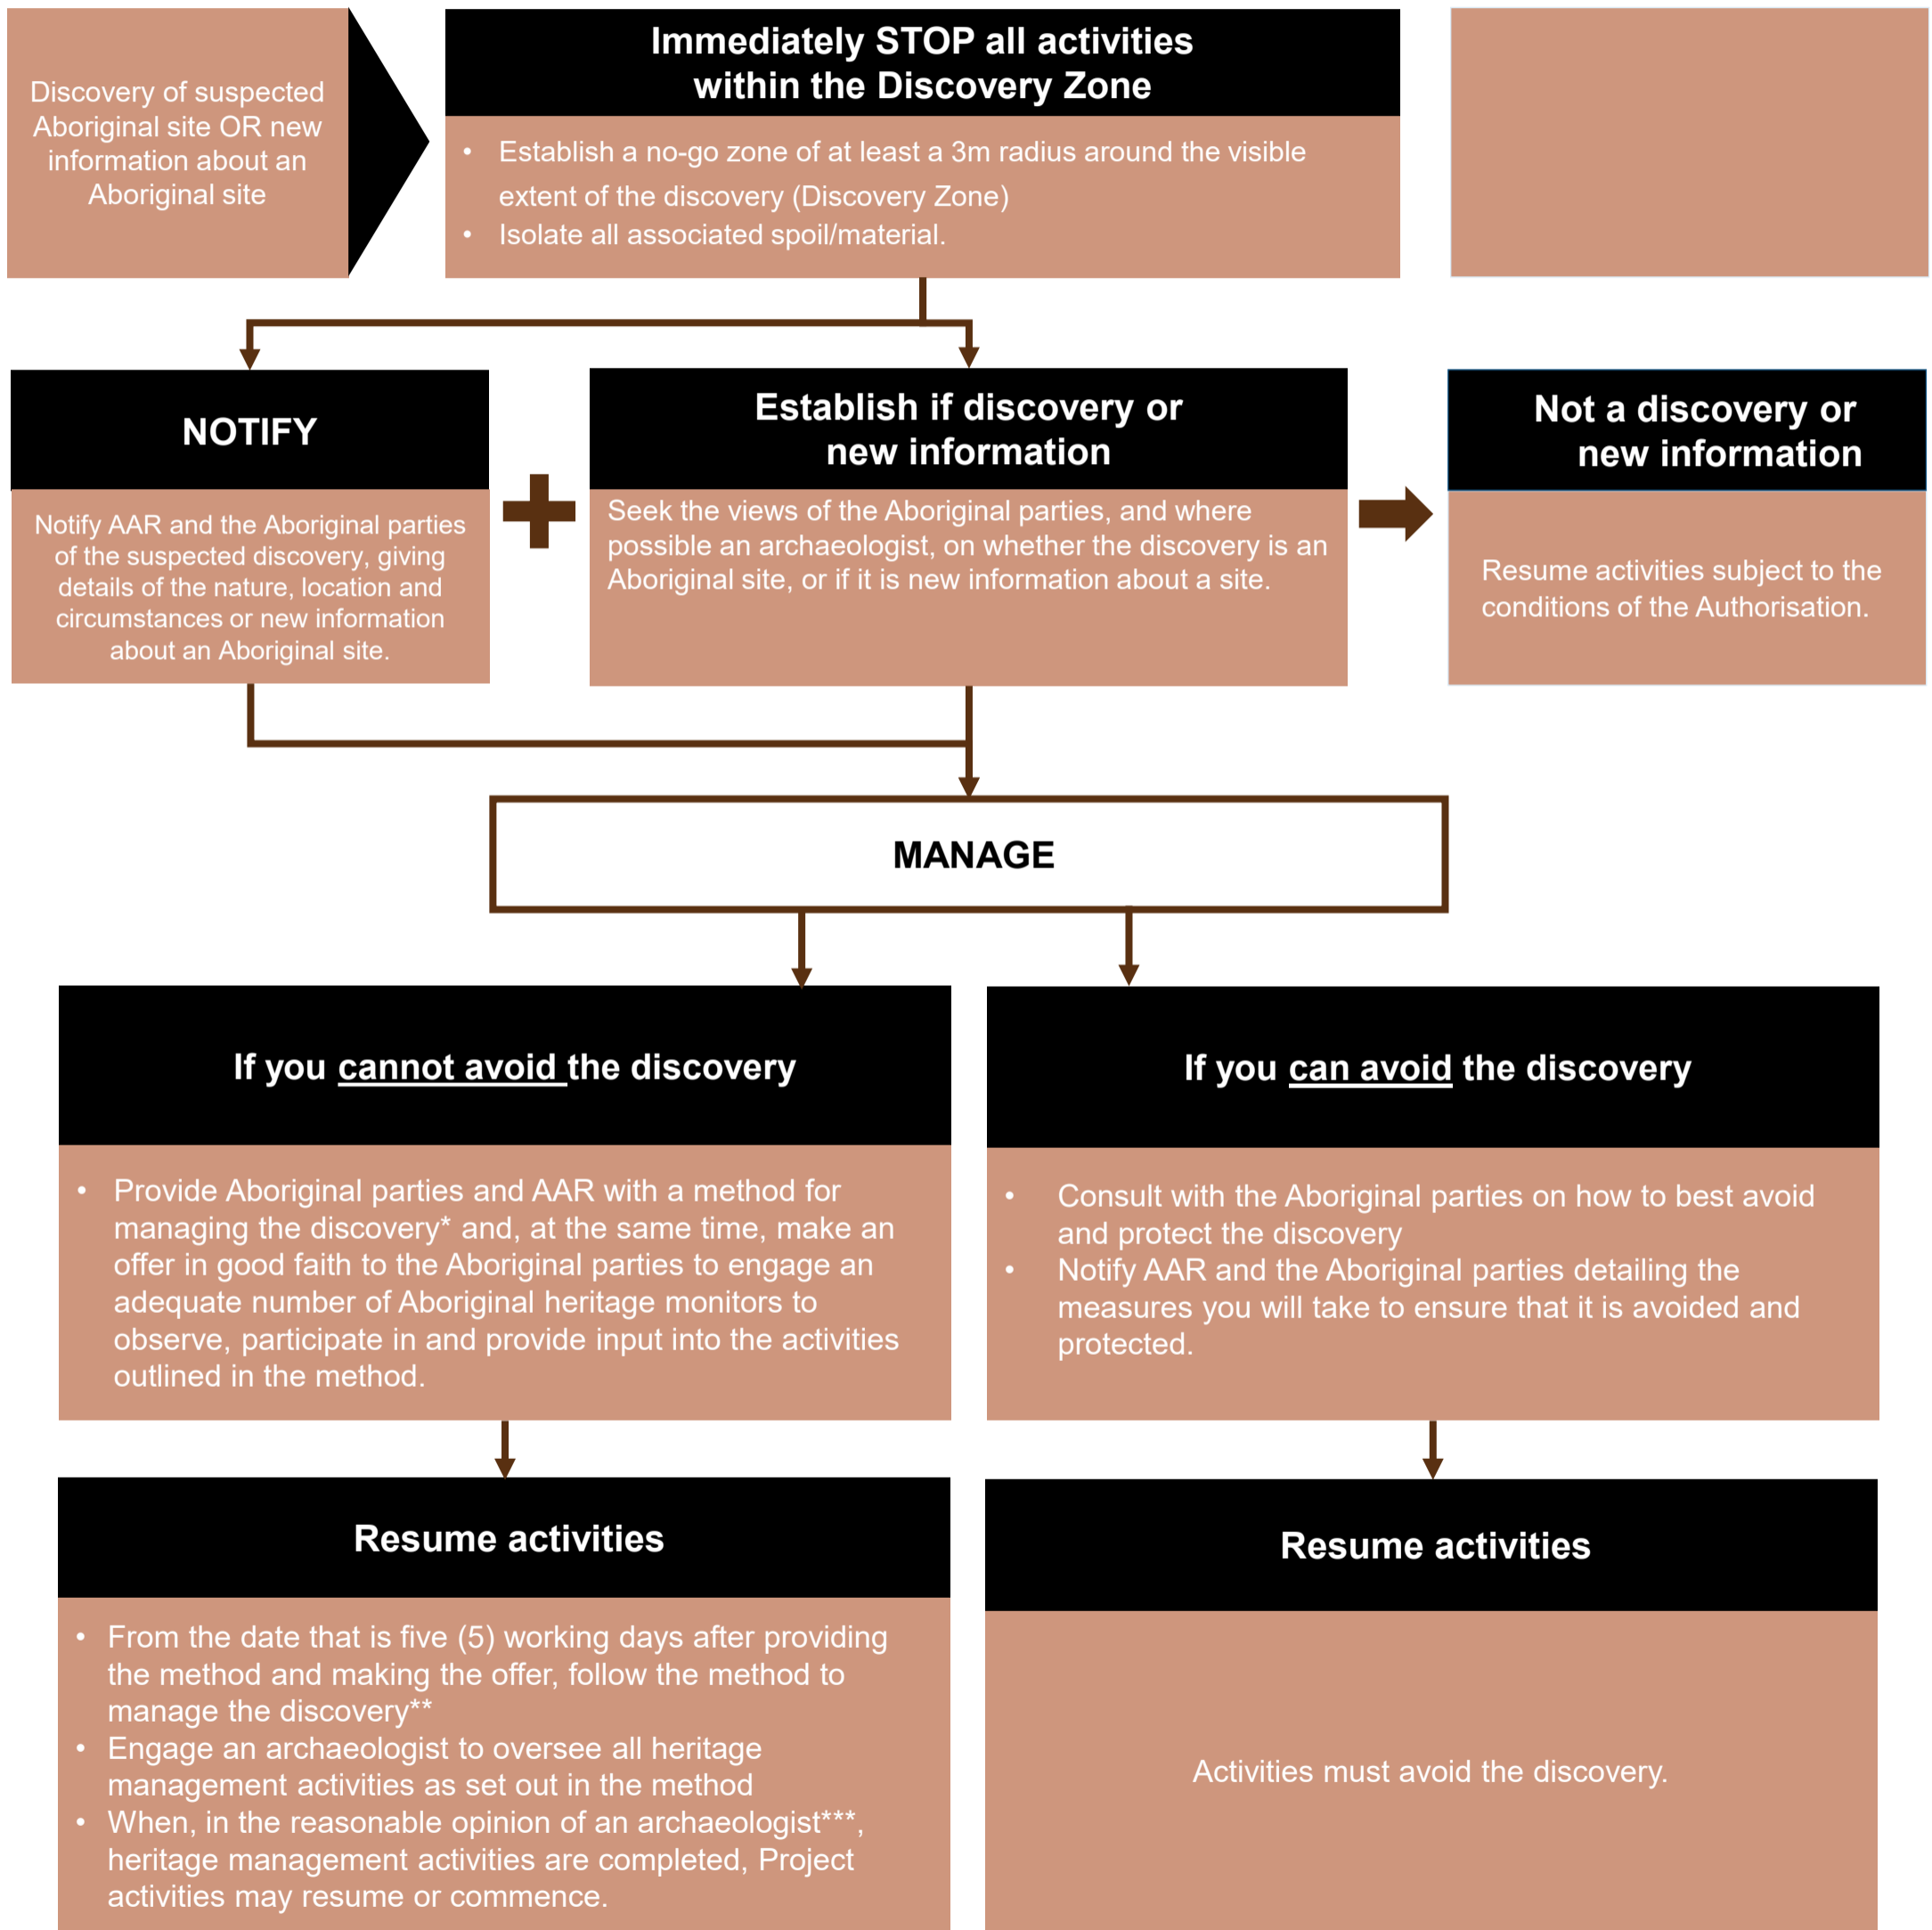 Discovery of suspected
Aboriginal site OR new
information about an
Aboriginal site
Immediately STOP all activities
within the Discovery Zone
• Establish a no-go zone of at least a 3m radius around the visible
extent of the discovery (Discovery Zone)
• Isolate all associated spoil/material.
NOTIFY
Notify AAR and the Aboriginal parties
of the suspected discovery, giving
details of the nature, location and
circumstances or new information
about an Aboriginal site.
Establish if discovery or
new information
Seek the views of the Aboriginal parties, and where
possible an archaeologist, on whether the discovery is an
Aboriginal site, or if it is new information about a site.
Not a discovery or
new information
Resume activities subject to the
conditions of the Authorisation.
MANAGE
If you cannot avoid the discovery
• Provide Aboriginal parties and AAR with a method for
managing the discovery* and, at the same time, make an
offer in good faith to the Aboriginal parties to engage an
adequate number of Aboriginal heritage monitors to
observe, participate in and provide input into the activities
outlined in the method.
If you can avoid the discovery
• Consult with the Aboriginal parties on how to best avoid
and protect the discovery
• Notify AAR and the Aboriginal parties detailing the
measures you will take to ensure that it is avoided and
protected.
Resume activities
• From the date that is five (5) working days after providing
the method and making the offer, follow the method to
manage the discovery**
• Engage an archaeologist to oversee all heritage
management activities as set out in the method
• When, in the reasonable opinion of an archaeologist***,
heritage management activities are completed, Project
activities may resume or commence.
Resume activities
Activities must avoid the discovery.